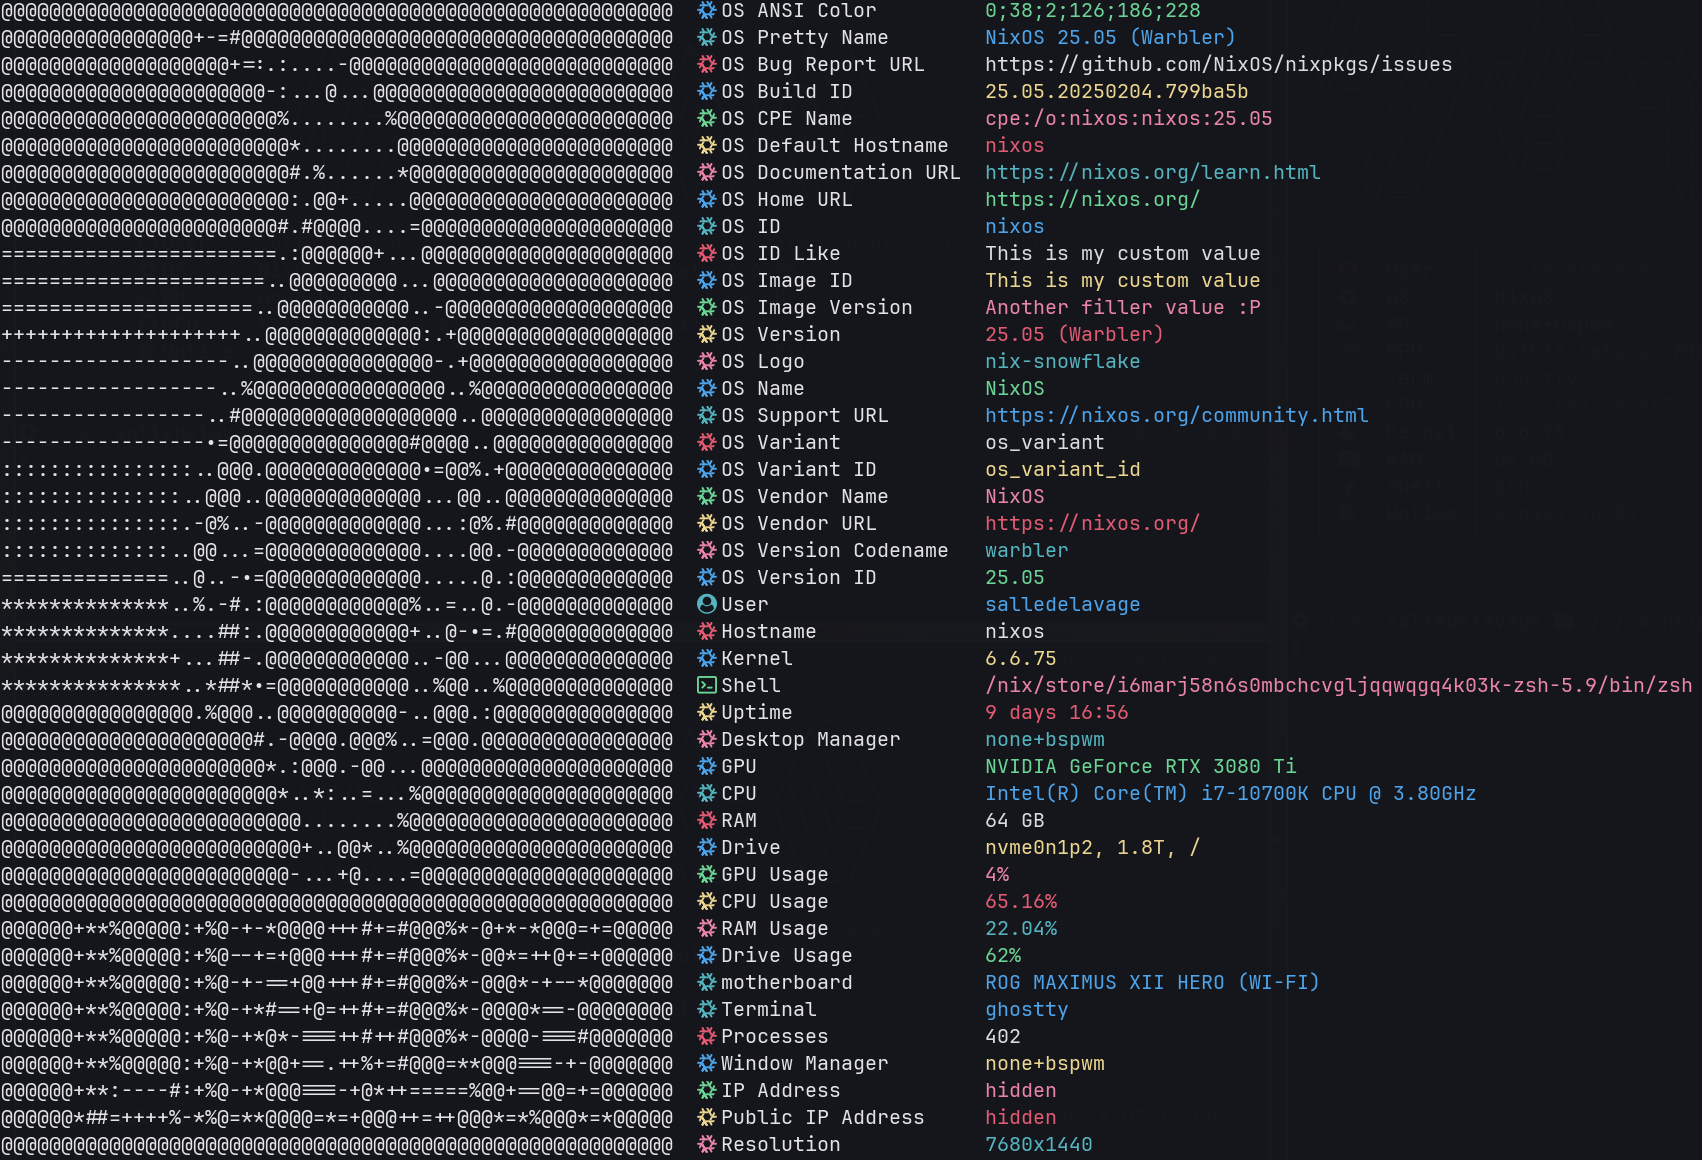 OS ANSI Color 0;38;2;126;186;228
OS Pretty Name NixOS 25.05 (Warbler)
OS Bug Report URL https://github.com/NixOS/nixpkgs/issues
OS Build ID 25.05.20250204.799ba5b
OS CPE Name cpe:/o:nixos:nixos:25.05
OS Default Hostname nixos
OS Documentation URL https://nixos.org/learn.html
OS Home URL https://nixos.org/
OS ID nixos
OS ID Like This is my custom value
OS Image ID This is my custom value
OS Image Version Another filler value :P
OS Version 25.05 (Warbler)
OS Logo nix-snowflake
OS Name NixOS
OS Support URL https://nixos.org/community.html
OS Variant os_variant
OS Variant ID os_variant_id
OS Vendor Name NixOS
OS Vendor URL https://nixos.org/
OS Version Codename warbler
OS Version ID 25.05
User salledelavage
Hostname nixos
Kernel 6.6.75
Shell /nix/store/i6marj58n6s0mbchcvgljqqwqgq4k03k-zsh-5.9/bin/zsh
Uptime 9 days 16:56
Desktop Manager none+bspwm
GPU NVIDIA GeForce RTX 3080 Ti
CPU Intel(R) Core(TM) i7-10700K CPU @ 3.80GHz
RAM 64 GB
Drive nvme0n1p2, 1.8T, /
GPU Usage 4%
CPU Usage 65.16%
RAM Usage 22.04%
Drive Usage 62%
motherboard ROG MAXIMUS XII HERO (WI-FI)
Terminal ghostty
Processes 402
Window Manager none+bspwm
IP Address hidden
Public IP Address hidden
Resolution 7680x1440